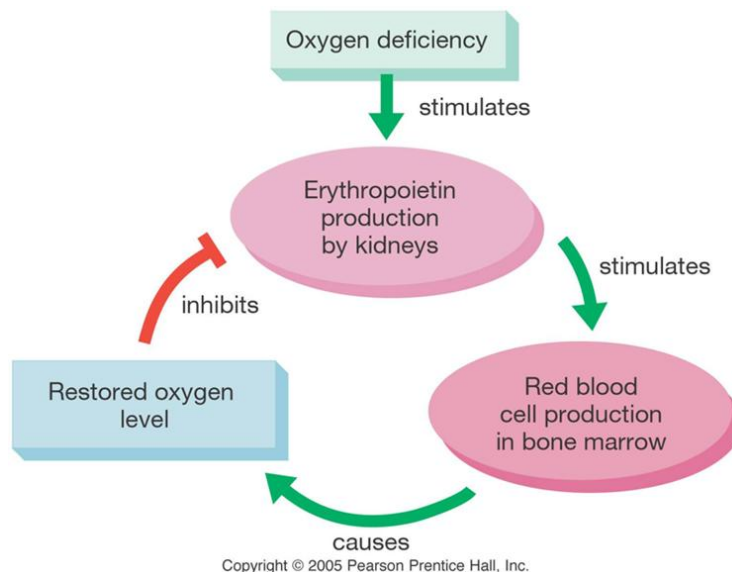 Oxygen deficiency
stimulates
Erythropoietin
production
by kidneys
stimulates
inhibits
Restored oxygen
level
Red blood
cell production
in bone marrow
causes
Copyright © 2005 Pearson Prentice Hall, Inc.